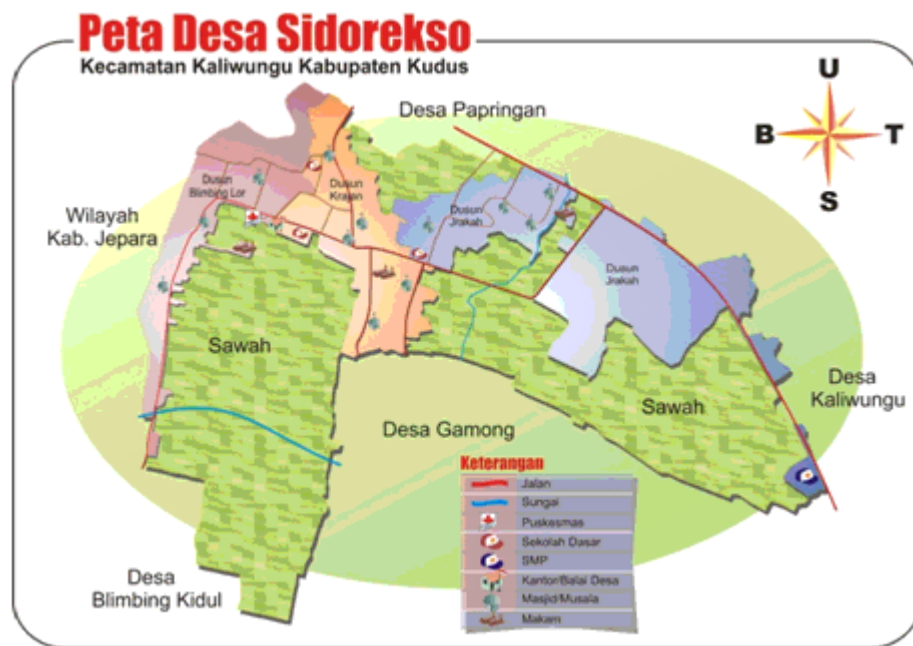 Peta Desa Sidorekso
Kecamatan Kaliwungu Kabupaten Kudus
U
B
T
S
Desa Papringan
Dusun
Blimbing Lor
Dusun
Krajan
Dusun
Jrakah
Wilayah
Kab. Jepara
Dusun
Jrakah
Sawah
Desa
Kaliwungu
Sawah
Desa Gamong
Keterangan
Jalan
Sungai
Puskesmas
Sekolah Dasar
SMP
Kantor/Balai Desa
Masjid/Musala
Makam
Desa
Blimbing Kidul